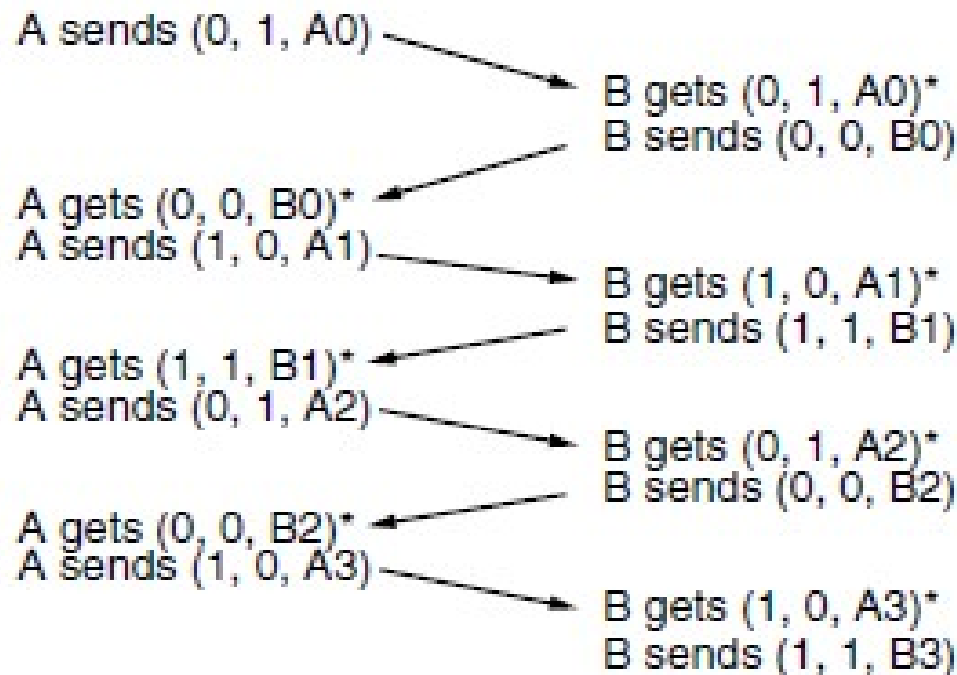 A sends (0, 1, A0)
B gets (0, 1, A0)*
B sends (0, 0, B0)
A gets (0, 0, B0)*
A sends (1, 0, A1)
B gets (1, 0, A1)*
B sends (1, 1, B1)
A gets (1, 1, B1)*
A sends (0, 1, A2)
B gets (0, 1, A2)*
B sends (0, 0, B2)
A gets (0, 0, B2)*
A sends (1, 0, A3)
B gets (1, 0, A3)*
B sends (1, 1, B3)